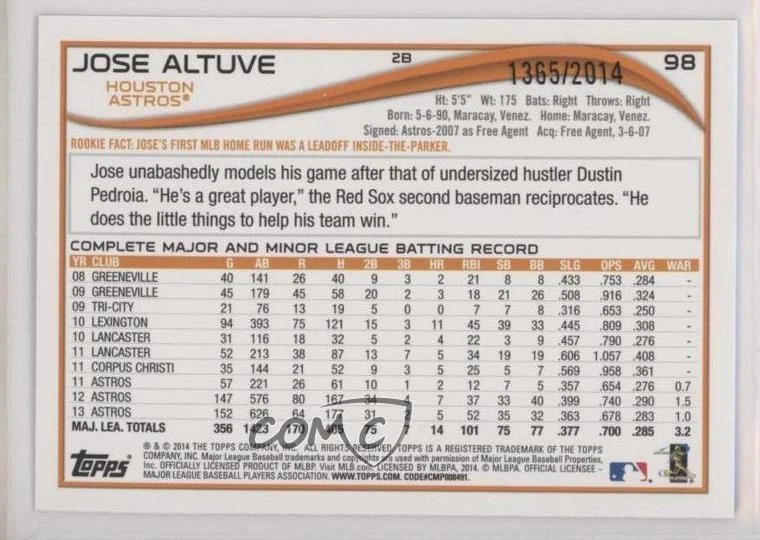 JOSE ALTUVE 2B 1365/2014 98
HOUSTON
ASTROS®
Ht: 5'5" Wt: 175 Bats: Right Throws: Right
Born: 5-6-90, Maracay, Venez. Home: Maracay, Venez.
Signed: Astros-2007 as Free Agent Acq: Free Agent, 3-6-07
ROOKIE FACT: JOSE'S FIRST MLB HOME RUN WAS A LEADOFF INSIDE-THE-PARKER.
Jose unabashedly models his game after that of undersized hustler Dustin
Pedroia. “He's a great player,” the Red Sox second baseman reciprocates. “He
does the little things to help his team win.”
COMPLETE MAJOR AND MINOR LEAGUE BATTING RECORD
YR CLUB G AB R H 2B 3B HR RBI SB BB SLG OPS AVG WAR
08 GREENEVILLE 40 141 26 40 9 3 2 21 8 8 .433 .753 .284 -
09 GREENEVILLE 45 179 45 58 20 2 3 18 21 26 .508 .916 .324 -
09 TRI-CITY 21 76 13 19 5 0 0 7 7 8 .316 .653 .250 -
10 LEXINGTON 94 393 75 121 15 3 11 45 39 33 .445 .809 .308 -
10 LANCASTER 31 116 18 32 5 2 4 22 3 9 .457 .790 .276 -
11 LANCASTER 52 213 38 87 13 7 5 34 19 19 .606 1.057 .408 -
11 CORPUS CHRISTI 35 144 21 52 9 3 5 25 5 7 .569 .958 .361 -
11 ASTROS 57 221 26 61 10 1 2 12 7 5 .357 .654 .276 0.7
12 ASTROS 147 576 80 167 34 4 7 37 33 40 .399 .740 .290 1.5
13 ASTROS 152 626 64 177 31 2 5 52 35 32 .363 .678 .283 1.0
MAJ. LEA. TOTALS 356 1423 170 405 75 7 14 101 75 77 .377 .700 .285 3.2
COMC
® & © 2014 THE TOPPS COMPANY, INC. ALL RIGHTS RESERVED. TOPPS IS A REGISTERED TRADEMARK OF THE TOPPS
COMPANY, INC. Major League Baseball trademarks and copyrights are used with permission of Major League Baseball Properties,
Inc. OFFICIALLY LICENSED PRODUCT OF MLBP. Visit MLB.com. LICENSED BY MLBPA, 2014. © MLBPA. OFFICIAL LICENSEE –
MAJOR LEAGUE BASEBALL PLAYERS ASSOCIATION. WWW.TOPPS.COM. CODE#CMP008491.
Topps